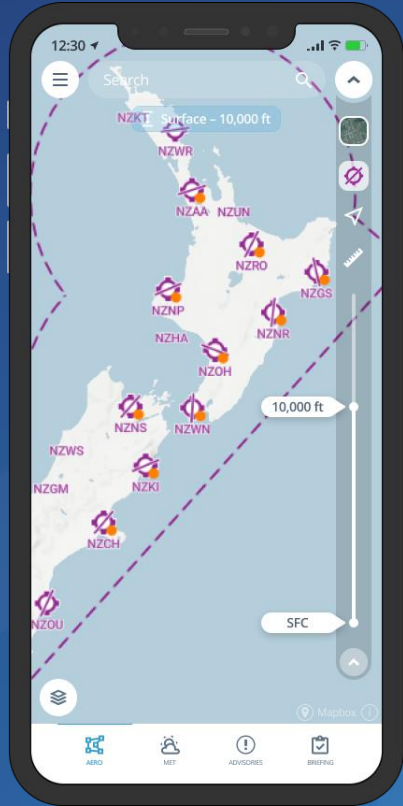 12:30
Search
NZKT
Surface – 10,000 ft
NZWR
NZAA
NZUN
NZRO
NZGS
NZNP
NZNR
NZHA
NZOH
10,000 ft
NZNS
NZWN
NZWS
NZKI
NZGM
NZCH
NZOU
SFC
Mapbox
AERO
MET
ADVISORIES
BRIEFING